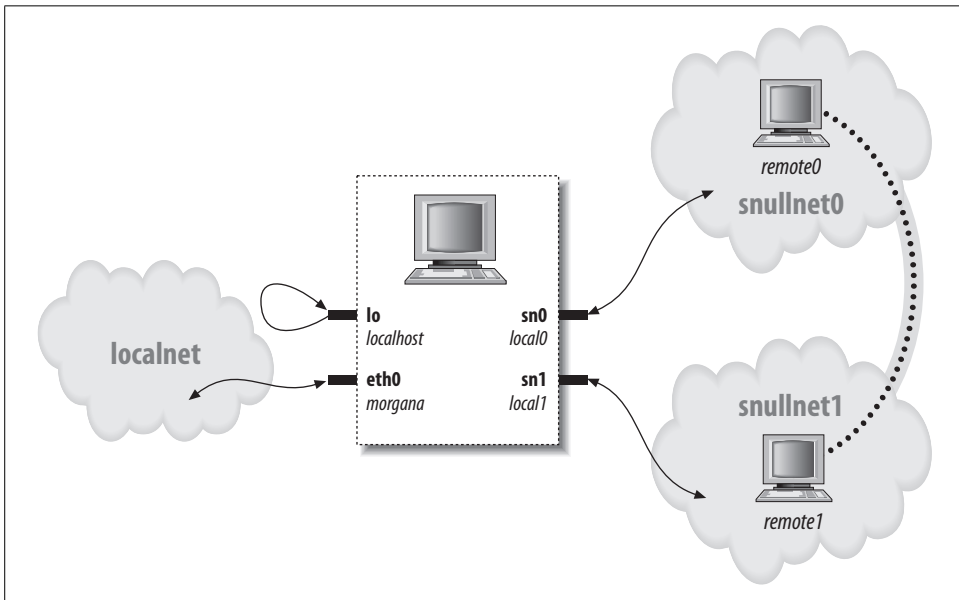 remote0
snullnet0
lo
localhost
sn0
local0
localnet
eth0
morgana
sn1
local1
snullnet1
remote1